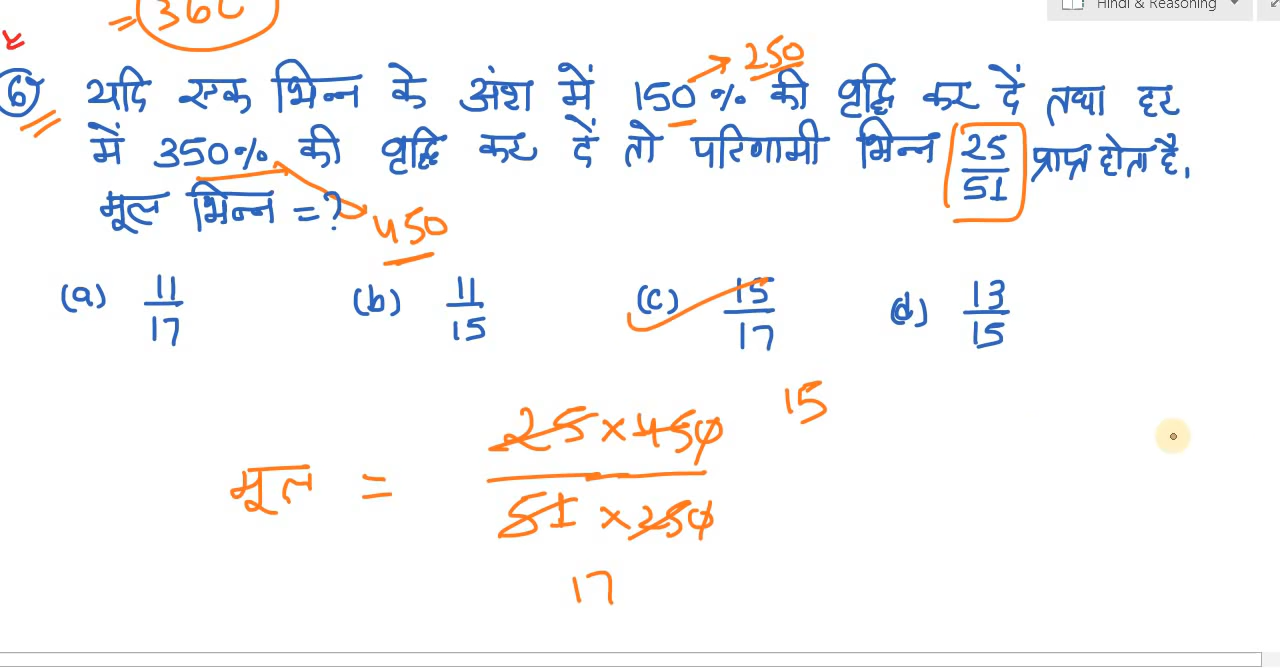 Hindi & Reasoning
= 360
6) यदि एक भिन्न के अंश में 150% की वृद्धि कर दें तथा हर
250
में 350% की वृद्धि कर दें तो परिणामी भिन्न 25/51 प्राप्त होता है.
मूल भिन्न = ?
450
(a) 11/17 (b) 11/15 (c) 15/17 (d) 13/15
15
मूल = 25 × 450 / 51 × 250
17